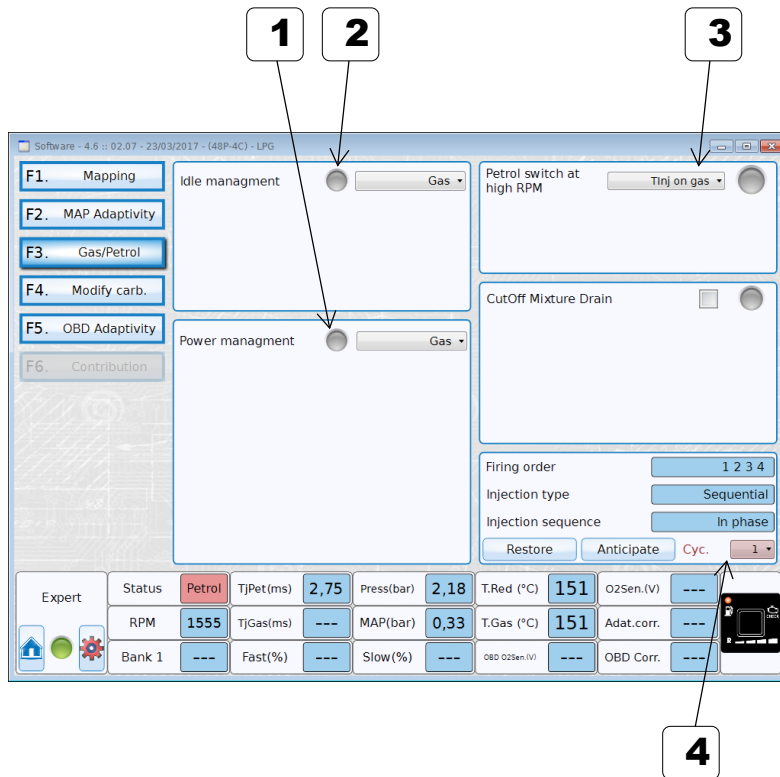 1 2 3
Software - 4.6 :: 02.07 - 23/03/2017 - (48P-4C) - LPG
F1. Mapping
F2. MAP Adaptivity
F3. Gas/Petrol
F4. Modify carb.
F5. OBD Adaptivity
F6. Contribution
Idle managment Gas
Power managment Gas
Petrol switch at
high RPM
TInj on gas
CutOff Mixture Drain
Firing order 1 2 3 4
Injection type Sequential
Injection sequence In phase
Restore Anticipate Cyc. 1
Expert
Status Petrol TjPet(ms) 2,75 Press(bar) 2,18 T.Red (°C) 151 O2Sen.(V) ---
RPM 1555 TjGas(ms) --- MAP(bar) 0,33 T.Gas (°C) 151 Adat.corr. ---
Bank 1 --- Fast(%) --- Slow(%) --- OBD O2Sen.(V) --- OBD Corr. ---
CHECK
R
4